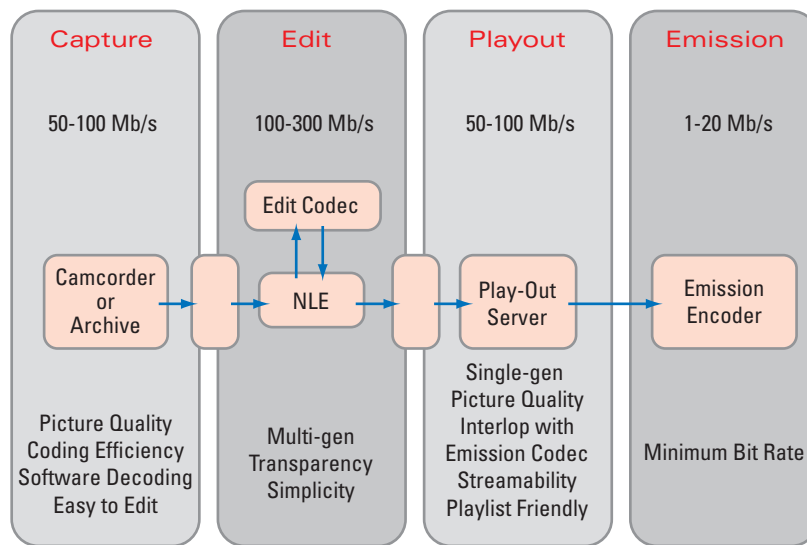 Capture
50-100 Mb/s
Camcorder
or
Archive
Picture Quality
Coding Efficiency
Software Decoding
Easy to Edit
Edit
100-300 Mb/s
Edit Codec
NLE
Multi-gen
Transparency
Simplicity
Playout
50-100 Mb/s
Play-Out
Server
Single-gen
Picture Quality
Interlop with
Emission Codec
Streamability
Playlist Friendly
Emission
1-20 Mb/s
Emission
Encoder
Minimum Bit Rate